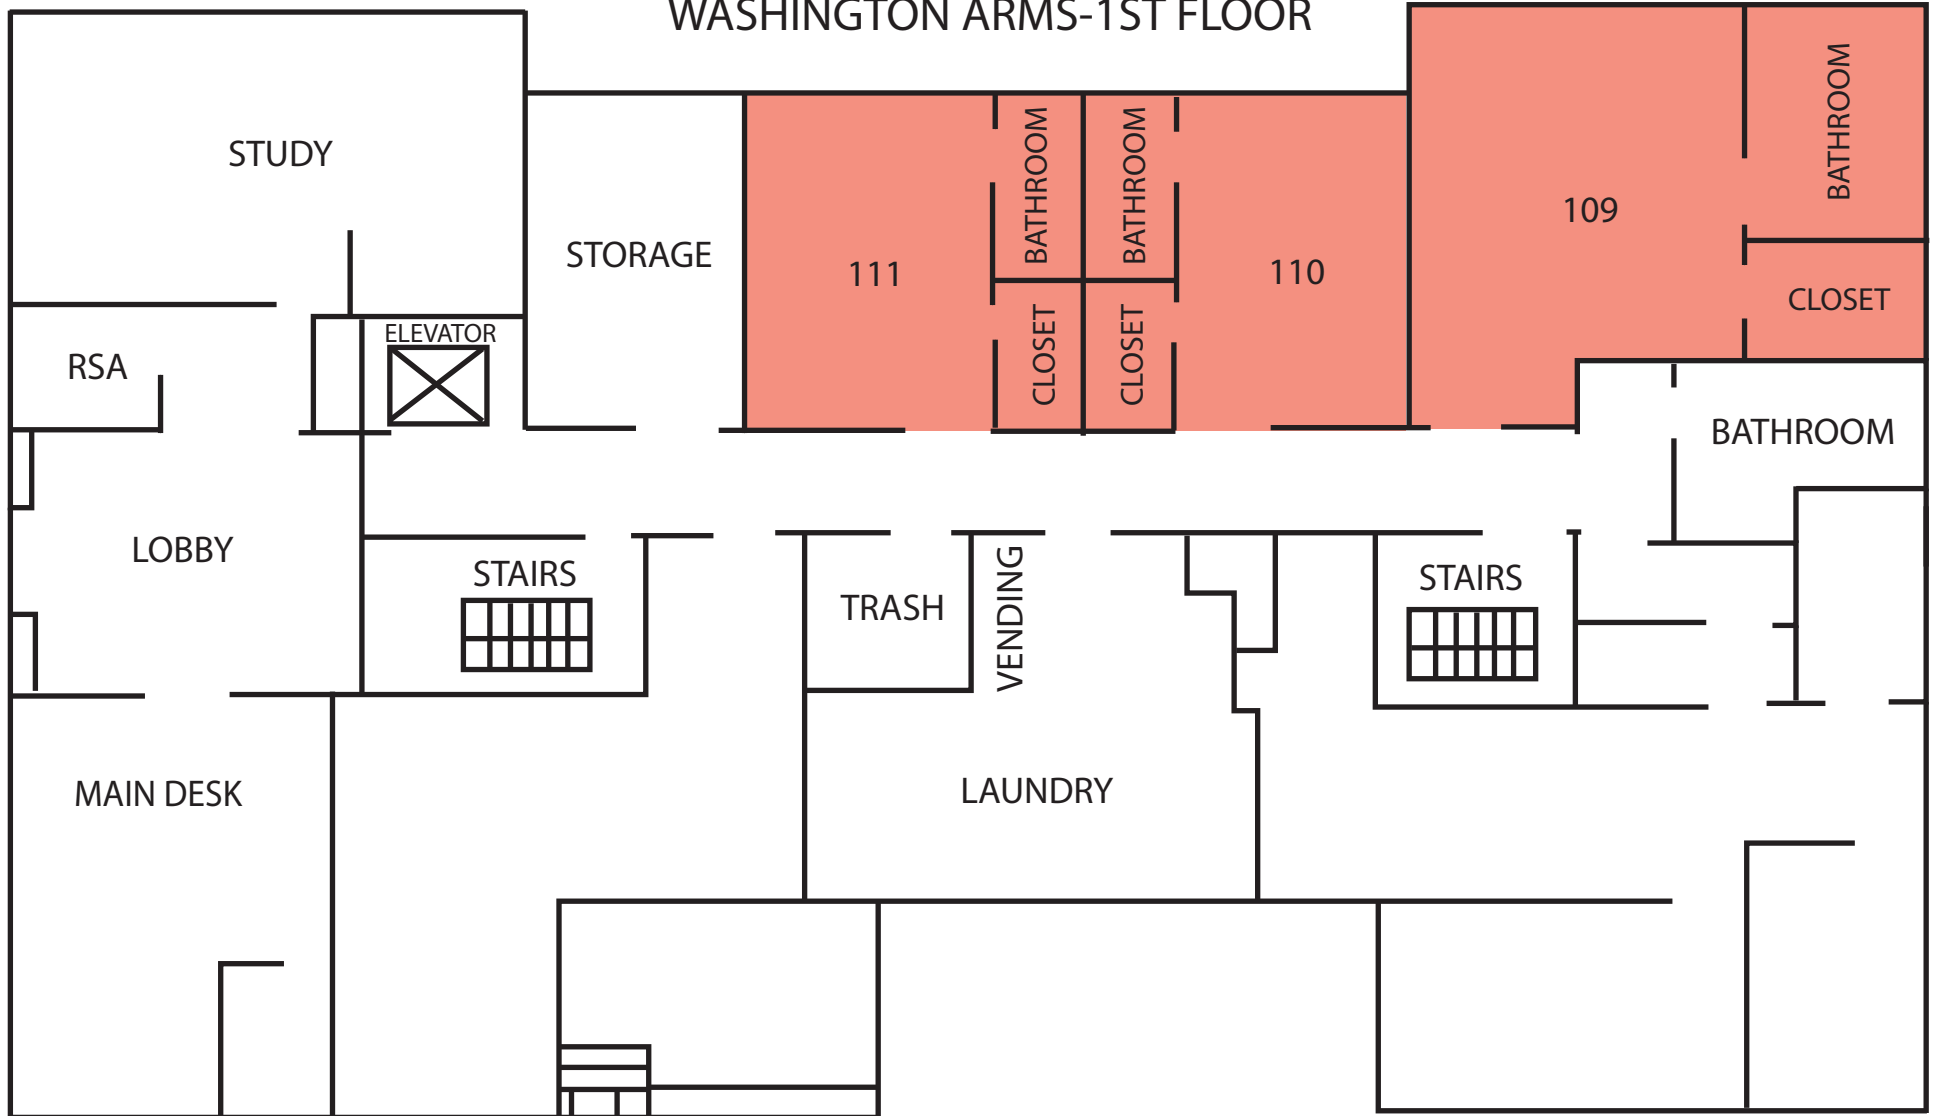 WASHINGTON ARMS-1ST FLOOR
STUDY
STORAGE
111
BATHROOM
BATHROOM
110
109
BATHROOM
CLOSET
ELEVATOR
RSA
CLOSET
CLOSET
BATHROOM
LOBBY
STAIRS
TRASH
VENDING
STAIRS
MAIN DESK
LAUNDRY